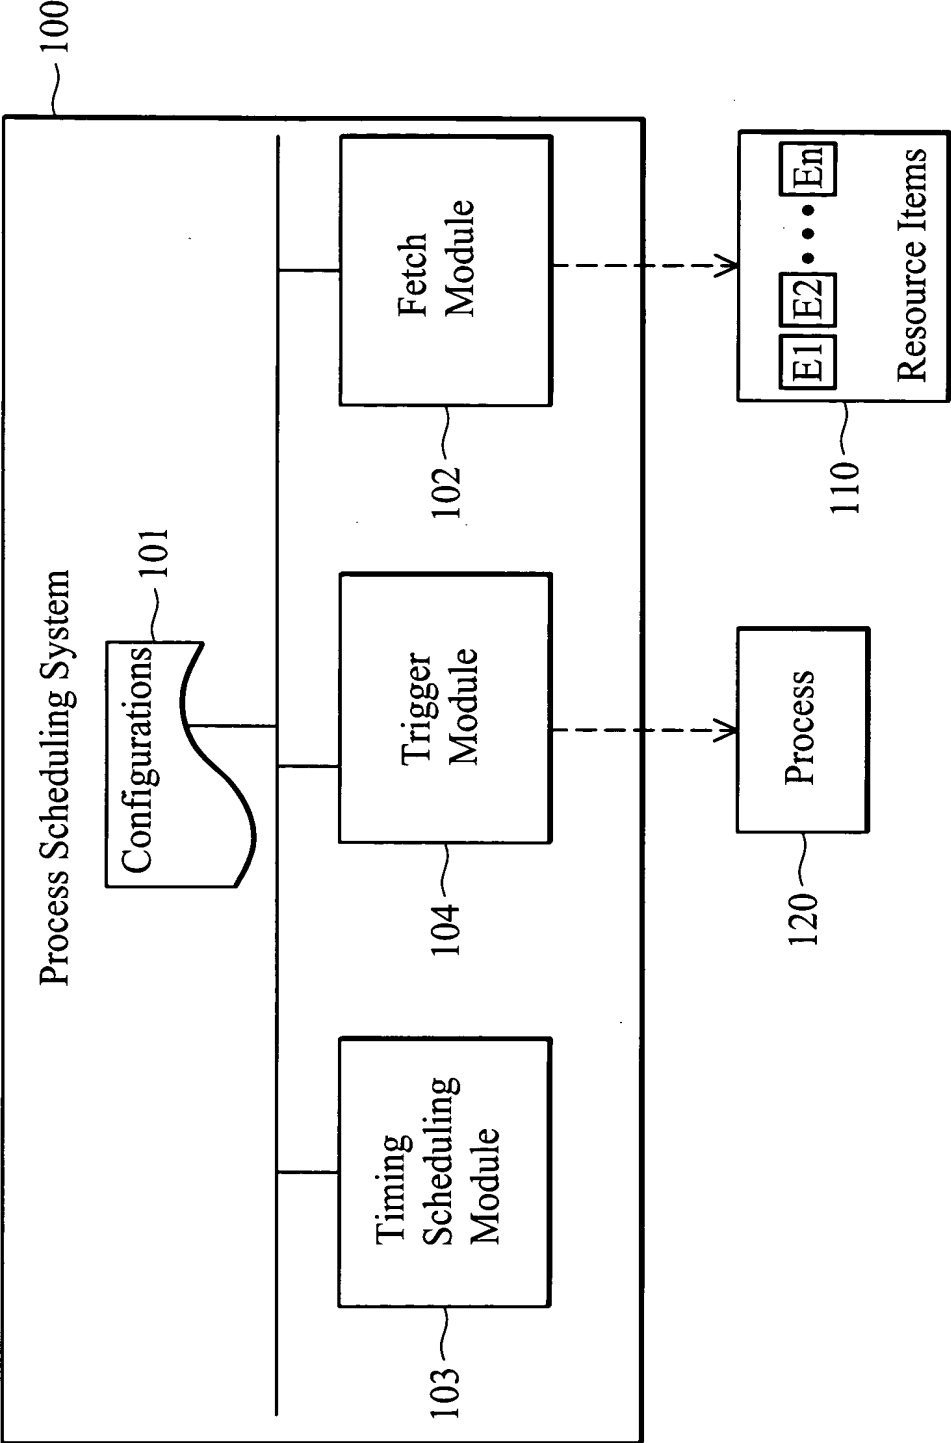 100
Process Scheduling System
Configurations
101
Timing
Scheduling
Module
Trigger
Module
Fetch
Module
103
104
102
Process
E1 E2 En
Resource Items
120
110